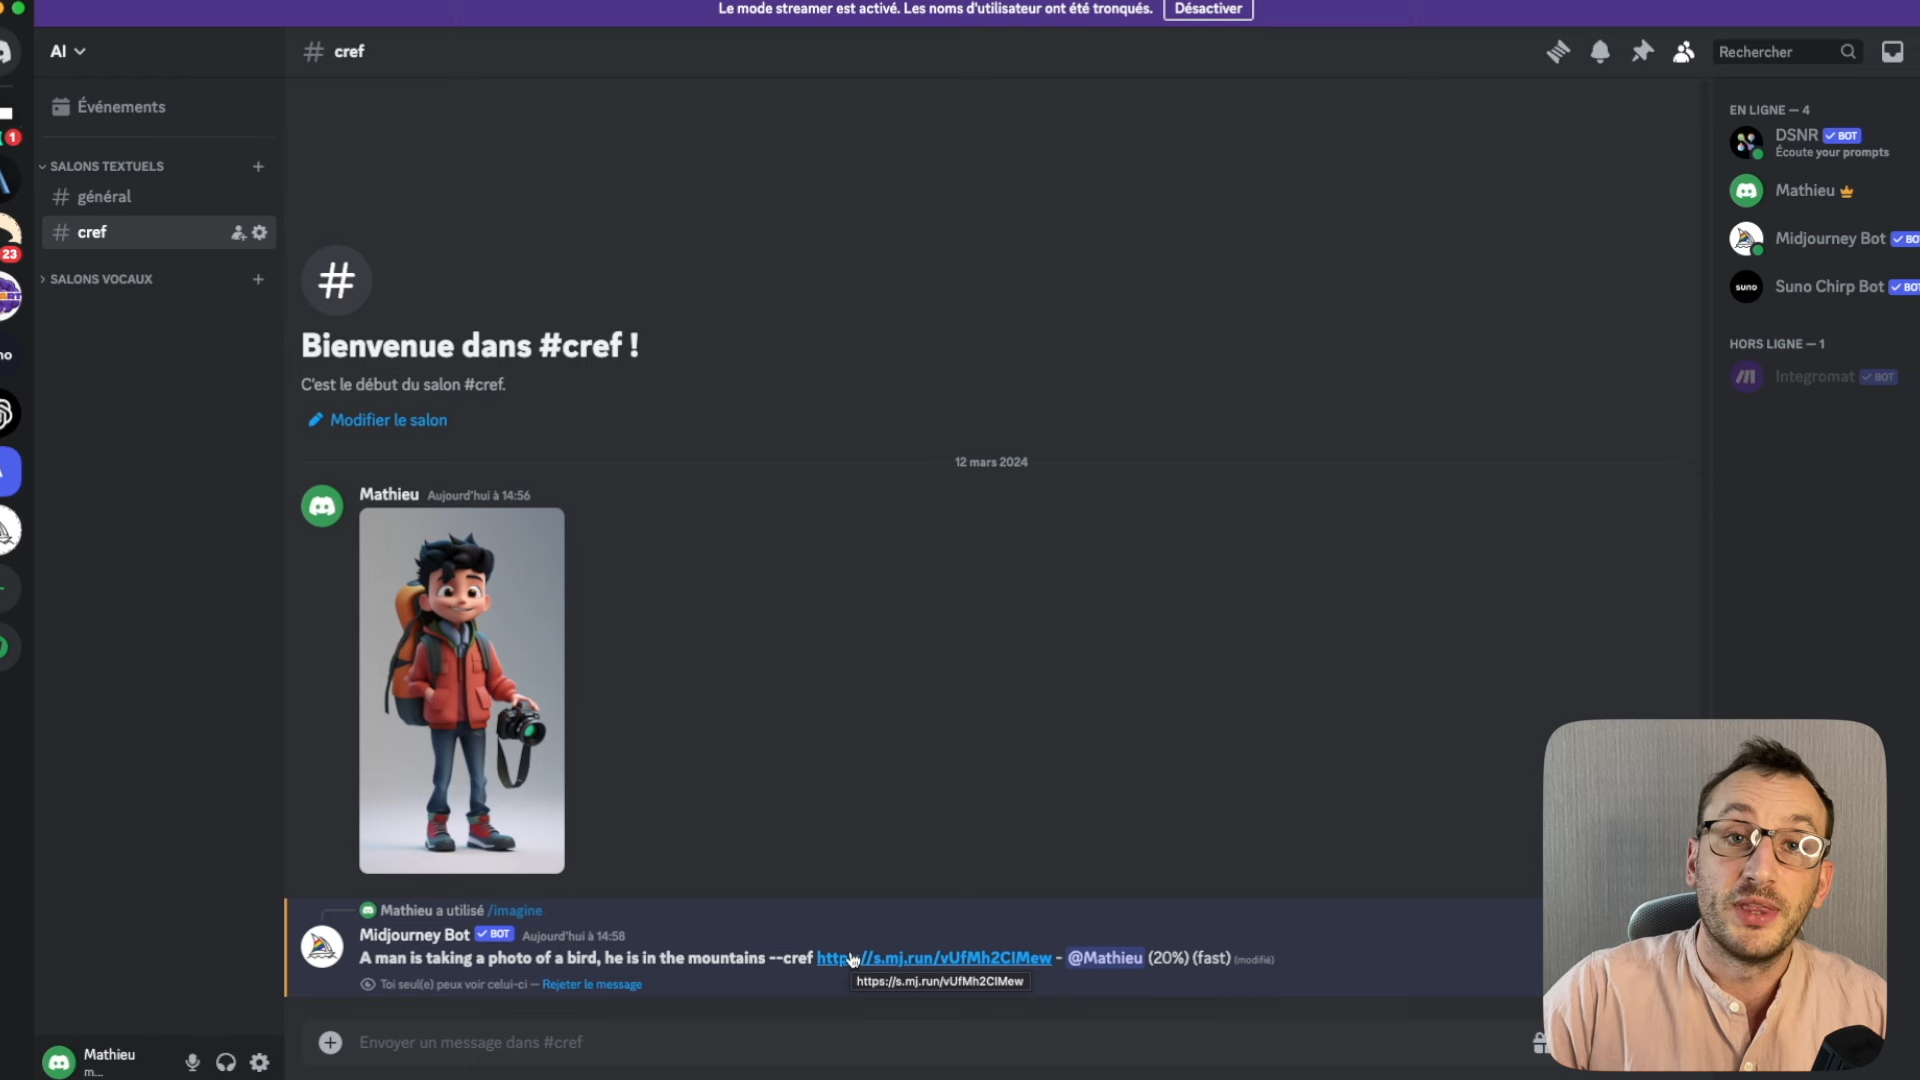 Le mode streamer est activé. Les noms d'utilisateur ont été tronqués. Désactiver
AI
# cref
Rechercher
Événements
SALONS TEXTUELS
# général
# cref
SALONS VOCAUX
1
23
#
Bienvenue dans #cref !
C'est le début du salon #cref.
Modifier le salon
12 mars 2024
Mathieu Aujourd'hui à 14:56
Mathieu a utilisé /imagine
Midjourney Bot BOT Aujourd'hui à 14:58
A man is taking a photo of a bird, he is in the mountains --cref https://s.mj.run/vUfMh2ClMew - @Mathieu (20%) (fast) (modifié)
https://s.mj.run/vUfMh2ClMew
Toi seul(e) peux voir celui-ci — Rejeter le message
Envoyer un message dans #cref
Mathieu
m...
EN LIGNE — 4
DSNR BOT
Écoute your prompts
Mathieu
Midjourney Bot BO
suno
Suno Chirp Bot BO
HORS LIGNE — 1
Integromat BOT